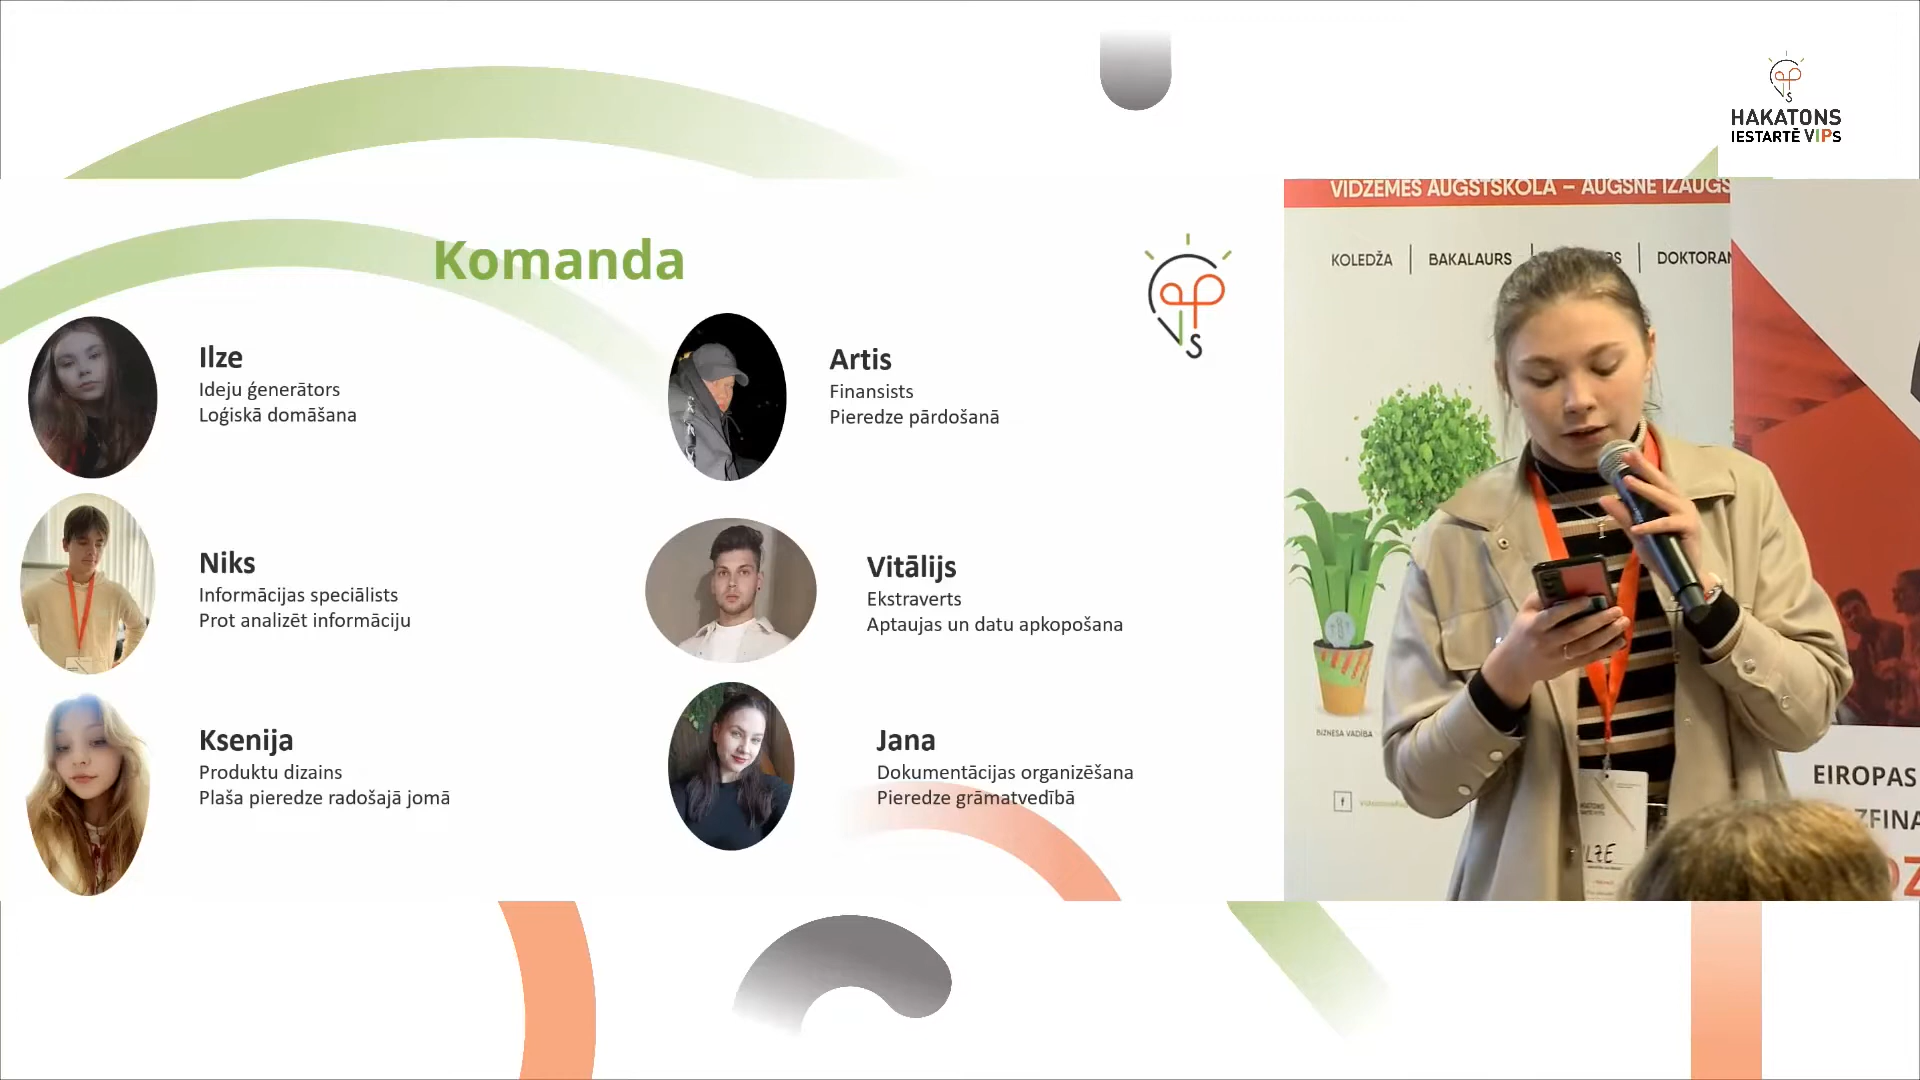 HAKATONS
IESTARTĒ VIPS
Komanda
Ilze
Ideju ģenerātors
Loģiskā domāšana
Niks
Informācijas speciālists
Prot analizēt informāciju
Ksenija
Produktu dizains
Plaša pieredze radošajā jomā
Artis
Finansists
Pieredze pārdošanā
Vitālijs
Ekstraverts
Aptaujas un datu apkopošana
Jana
Dokumentācijas organizēšana
Pieredze grāmatvedībā
VIDZEMES AUGSTSKOLA – AUGSNE IZAUGS
KOLEDŽA
BAKALAURS
DOKTORAN
BIZNESA VADĪBA
EIROPAS
ZFINA